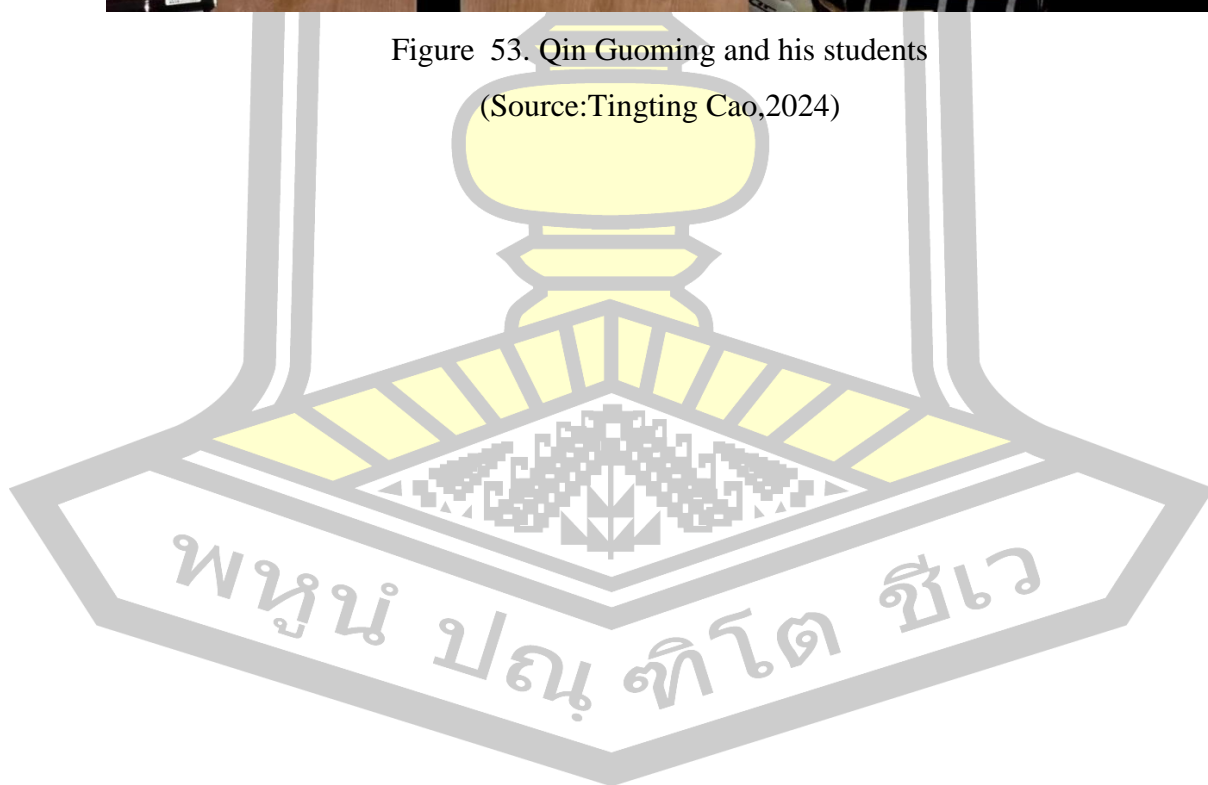 Figure 53. Qin Guoming and his students
(Source:Tingting Cao,2024)
พหูนํ ปณฺฑิโต ชีเว